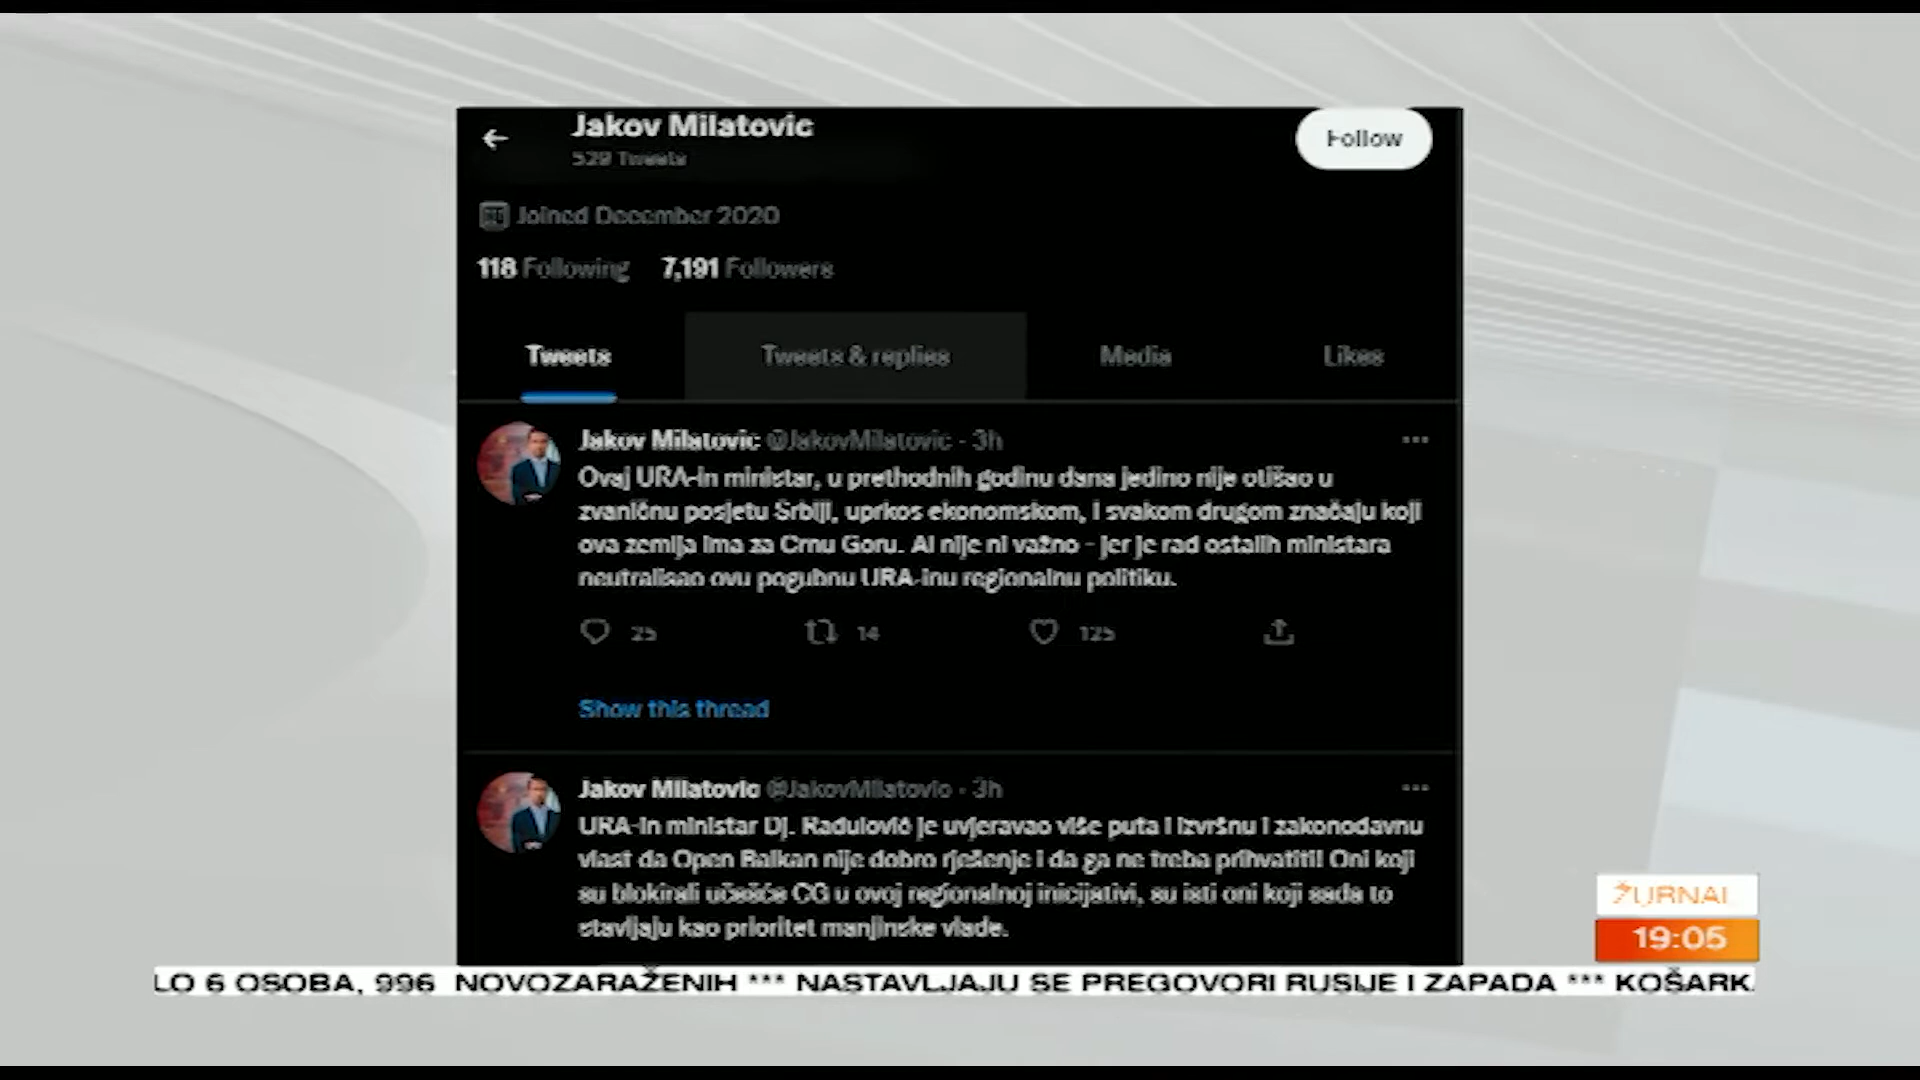 Jakov Milatovic
529 Tweets
Follow
Joined December 2020
118 Following 7,191 Followers
Tweets Tweets & replies Media Likes
Jakov Milatovic @JakovMilatovic · 3h
Ovaj URA-in ministar, u prethodnih godinu dana jedino nije otišao u
zvaničnu posjetu Srbiji, uprkos ekonomskom, i svakom drugom značaju koji
ova zemlja ima za Crnu Goru. Al nije ni važno - jer je rad ostalih ministara
neutralisao ovu pogubnu URA-inu regionalnu politiku.
25 14 125
Show this thread
Jakov Milatovic @JakovMilatovic · 3h
URA-in ministar Dj. Radulović je uvjeravao više puta i izvršnu i zakonodavnu
vlast da Open Balkan nije dobro rješenje i da ga ne treba prihvatiti! Oni koji
su blokirali učešće CG u ovoj regionalnoj inicijativi, su isti oni koji sada to
stavljaju kao prioritet manjinske vlade.
ŽURNAL
19:05
LO 6 OSOBA, 996 NOVOZARAŽENIH *** NASTAVLJAJU SE PREGOVORI RUSIJE I ZAPADA *** KOŠARK